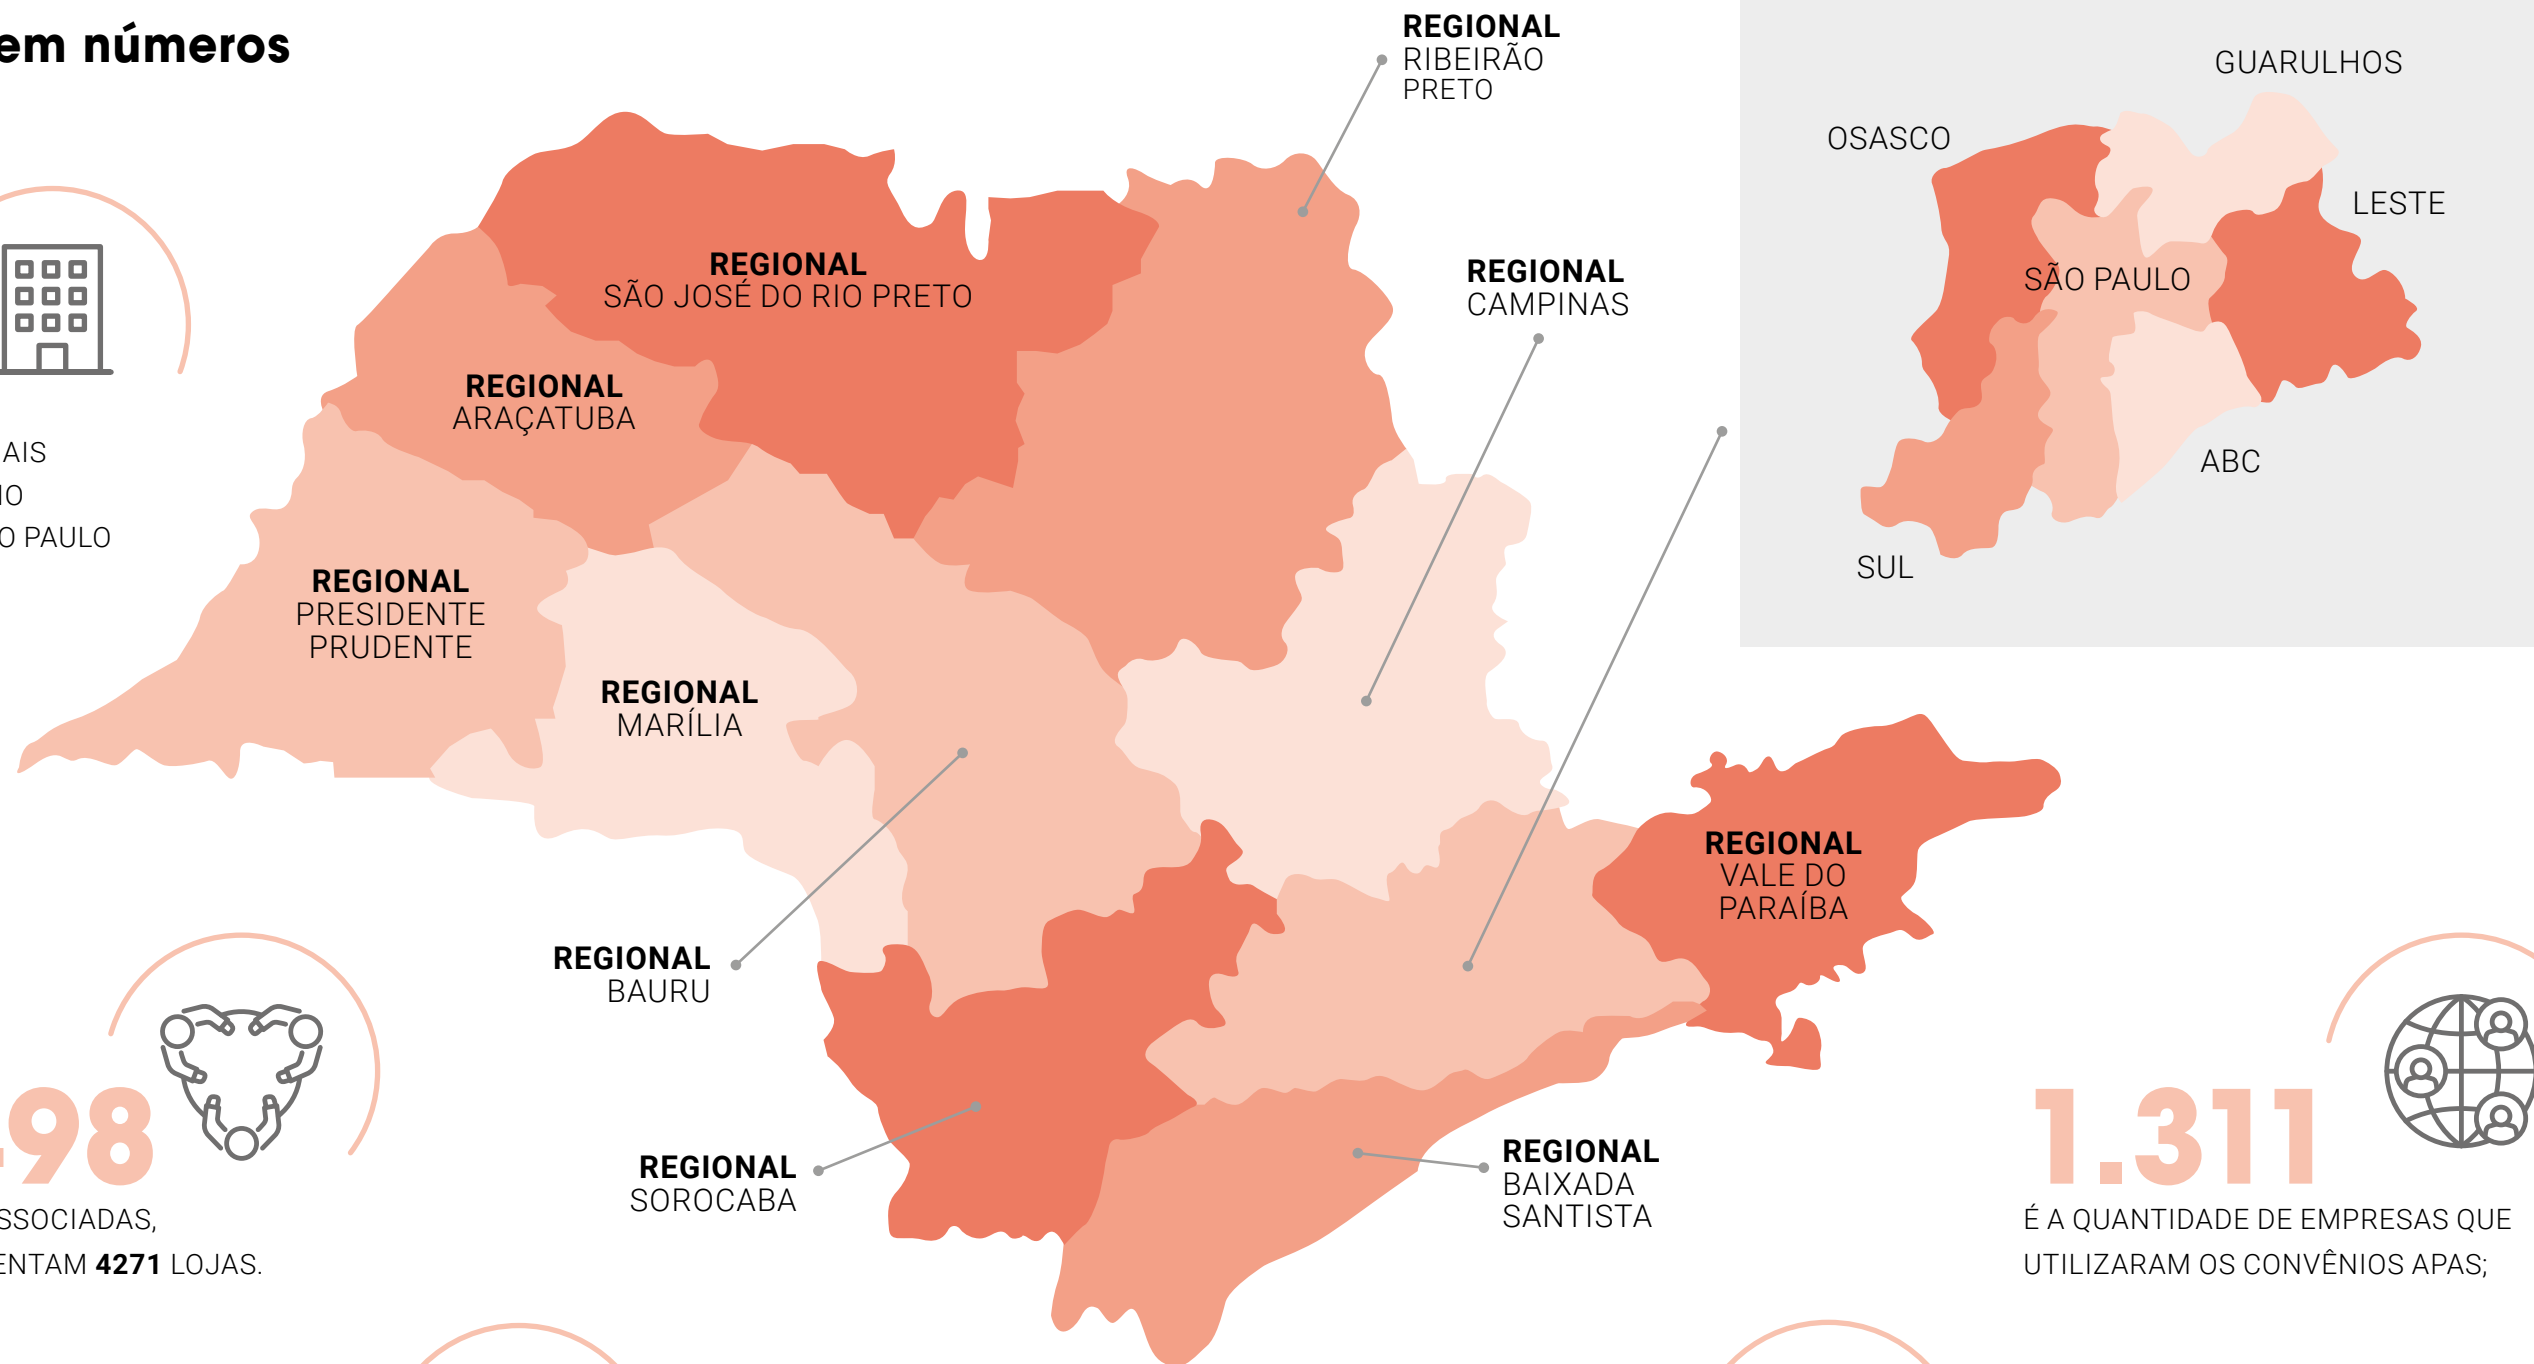 em números
REGIONAL
RIBEIRÃO
PRETO
GUARULHOS
OSASCO
LESTE
REGIONAL
SÃO JOSÉ DO RIO PRETO
REGIONAL
CAMPINAS
SÃO PAULO
REGIONAL
ARAÇATUBA
AIS
O PAULO
ABC
SUL
REGIONAL
PRESIDENTE
PRUDENTE
REGIONAL
MARÍLIA
REGIONAL
VALE DO
PARAÍBA
REGIONAL
BAURU
98
SSOCIADAS,
ENTAM 4271 LOJAS.
REGIONAL
SOROCABA
REGIONAL
BAIXADA
SANTISTA
1.311
É A QUANTIDADE DE EMPRESAS QUE
UTILIZARAM OS CONVÊNIOS APAS;